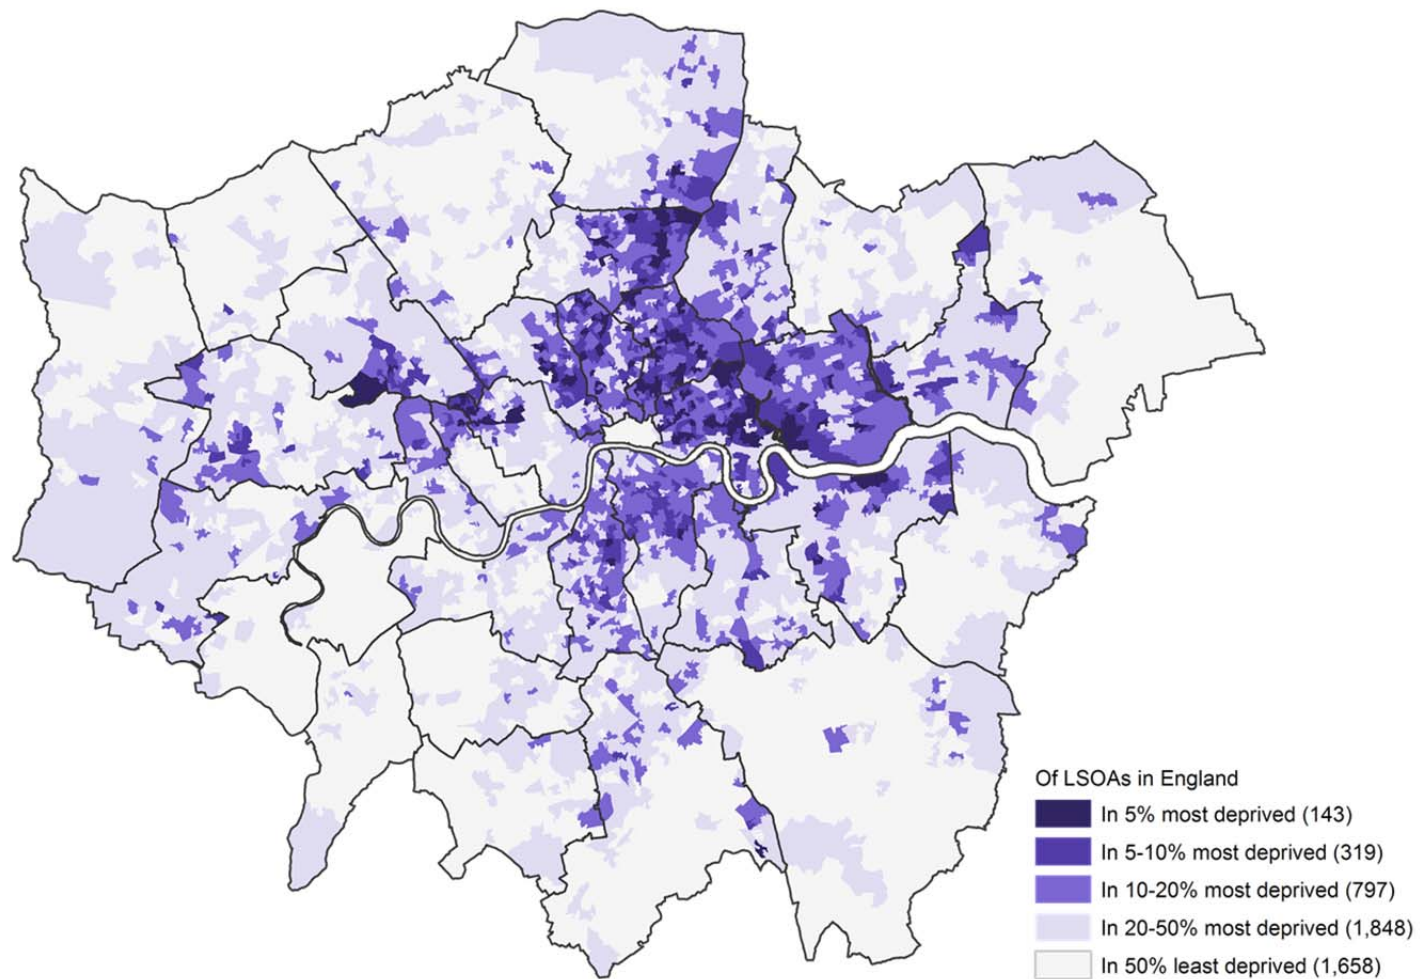 Of LSOAs in England
In 5% most deprived (143)
In 5-10% most deprived (319)
In 10-20% most deprived (797)
In 20-50% most deprived (1,848)
In 50% least deprived (1,658)